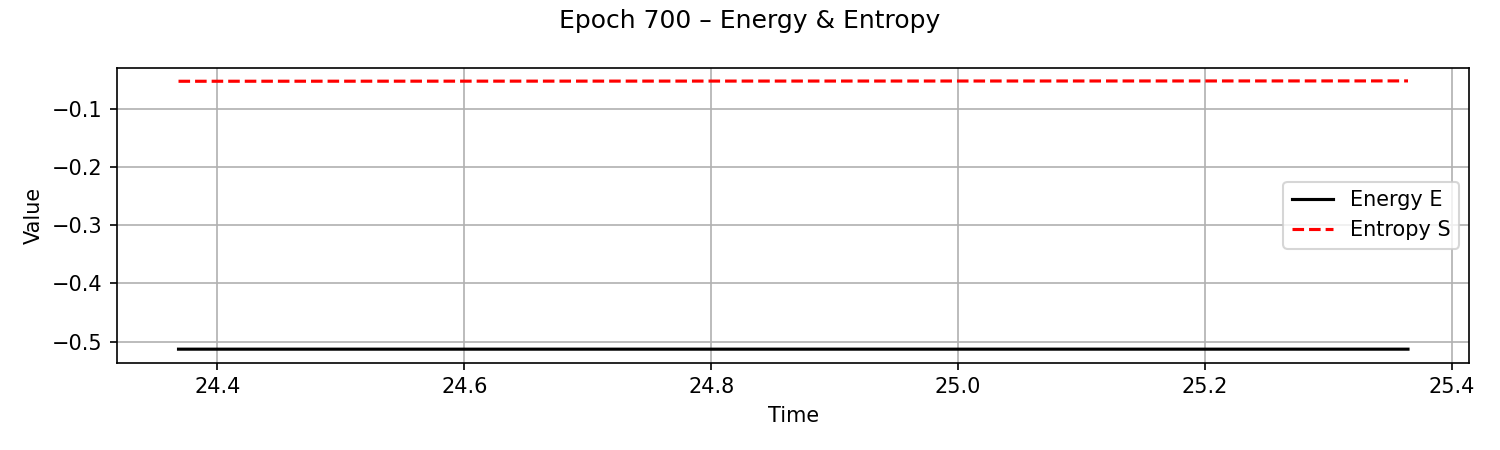 Epoch 700 – Energy & Entropy
−0.1
−0.2
−0.3
−0.4
−0.5
Value
Energy E
Entropy S
24.4 24.6 24.8 25.0 25.2 25.4
Time